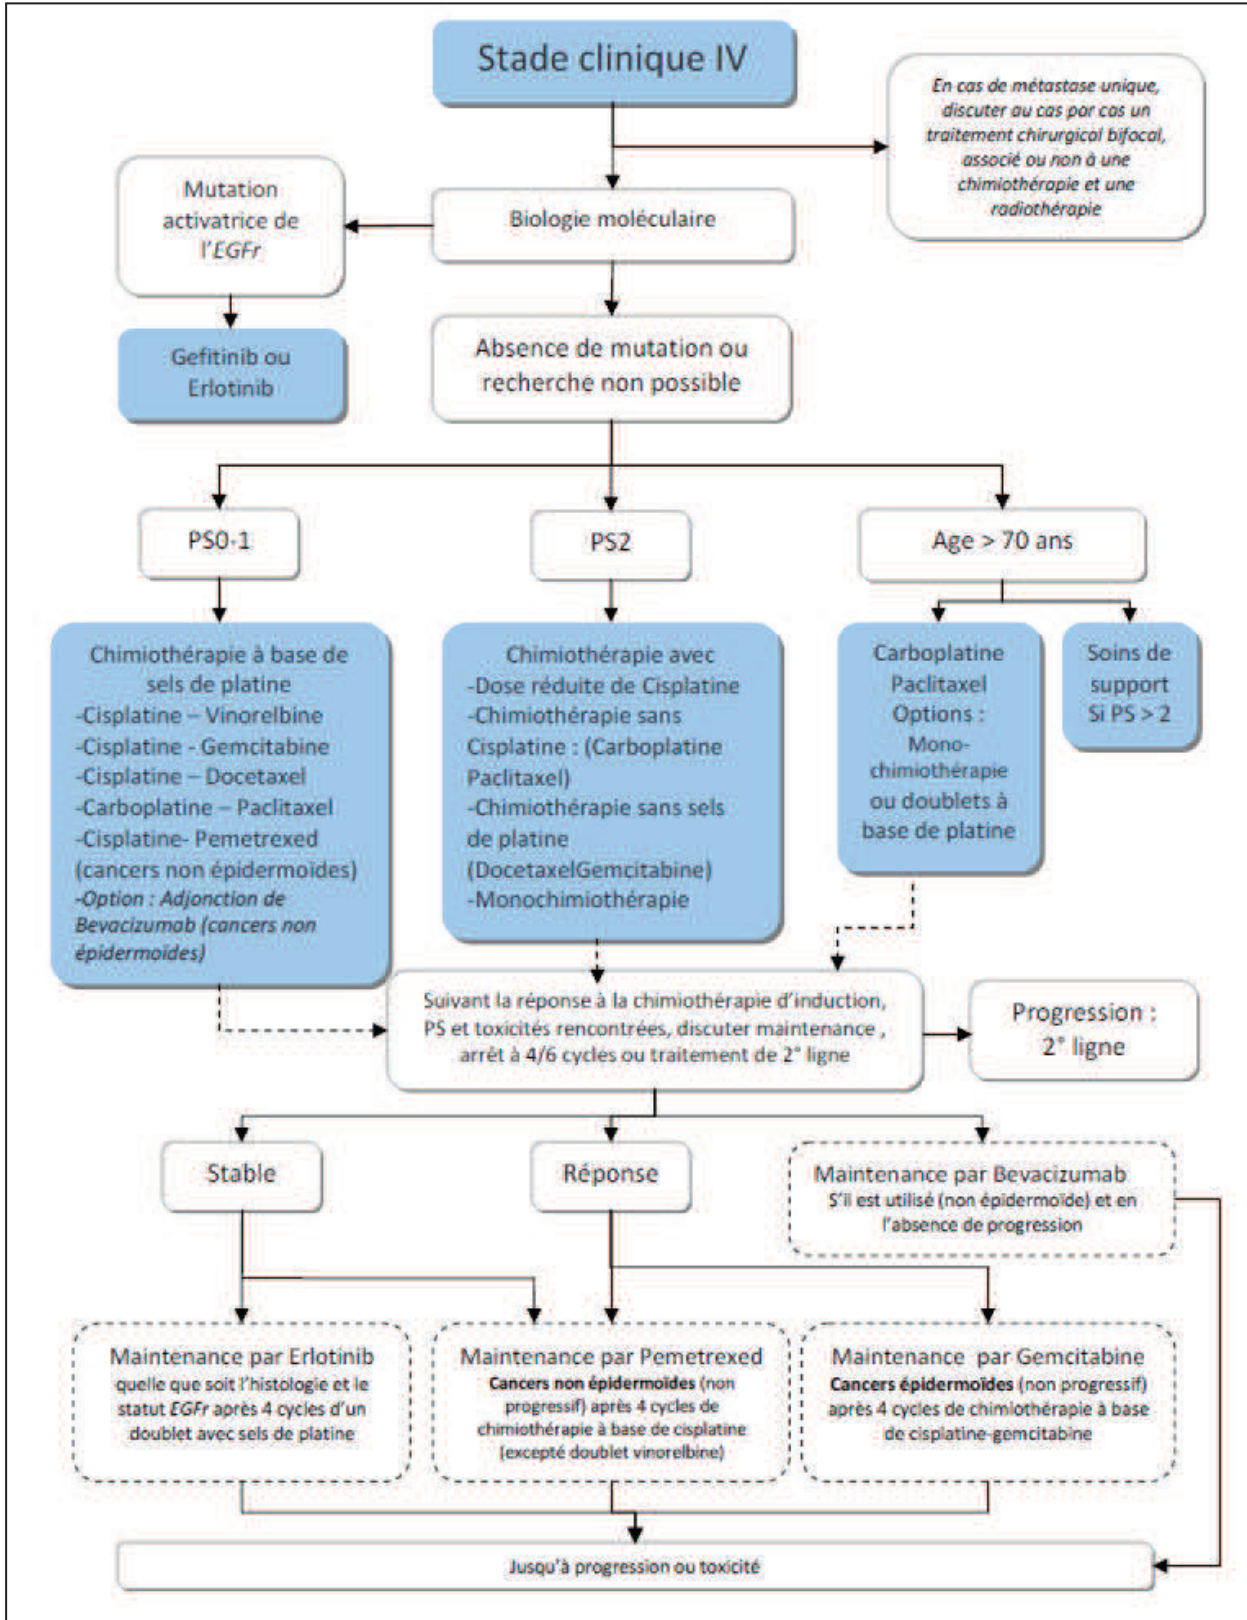 Stade clinique IV
En cas de métastase unique,
discuter au cas par cas un
traitement chirurgical bifocal,
associé ou non à une
chimiothérapie et une
radiothérapie
Mutation
activatrice de
l'EGFr
Biologie moléculaire
Gefitinib ou
Erlotinib
Absence de mutation ou
recherche non possible
PS0-1
PS2
Age > 70 ans
Chimiothérapie à base de
sels de platine
-Cisplatine – Vinorelbine
-Cisplatine - Gemcitabine
-Cisplatine – Docetaxel
-Carboplatine – Paclitaxel
-Cisplatine- Pemetrexed
(cancers non épidermoïdes)
-Option : Adjonction de
Bevacizumab (cancers non
épidermoïdes)
Chimiothérapie avec
-Dose réduite de Cisplatine
-Chimiothérapie sans
Cisplatine : (Carboplatine
Paclitaxel)
-Chimiothérapie sans sels
de platine
(DocetaxelGemcitabine)
-Monochimiothérapie
Carboplatine
Paclitaxel
Options :
Mono-
chimiothérapie
ou doublets à
base de platine
Soins de
support
Si PS > 2
Suivant la réponse à la chimiothérapie d'induction,
PS et toxicités rencontrées, discuter maintenance ,
arrêt à 4/6 cycles ou traitement de 2° ligne
Progression :
2° ligne
Stable
Réponse
Maintenance par Bevacizumab
S'il est utilisé (non épidermoïde) et en
l'absence de progression
Maintenance par Erlotinib
quelle que soit l'histologie et le
statut EGFr après 4 cycles d'un
doublet avec sels de platine
Maintenance par Pemetrexed
Cancers non épidermoïdes (non
progressif) après 4 cycles de
chimiothérapie à base de cisplatine
(excepté doublet vinorelbine)
Maintenance par Gemcitabine
Cancers épidermoïdes (non progressif)
après 4 cycles de chimiothérapie à base
de cisplatine-gemcitabine
Jusqu'à progression ou toxicité